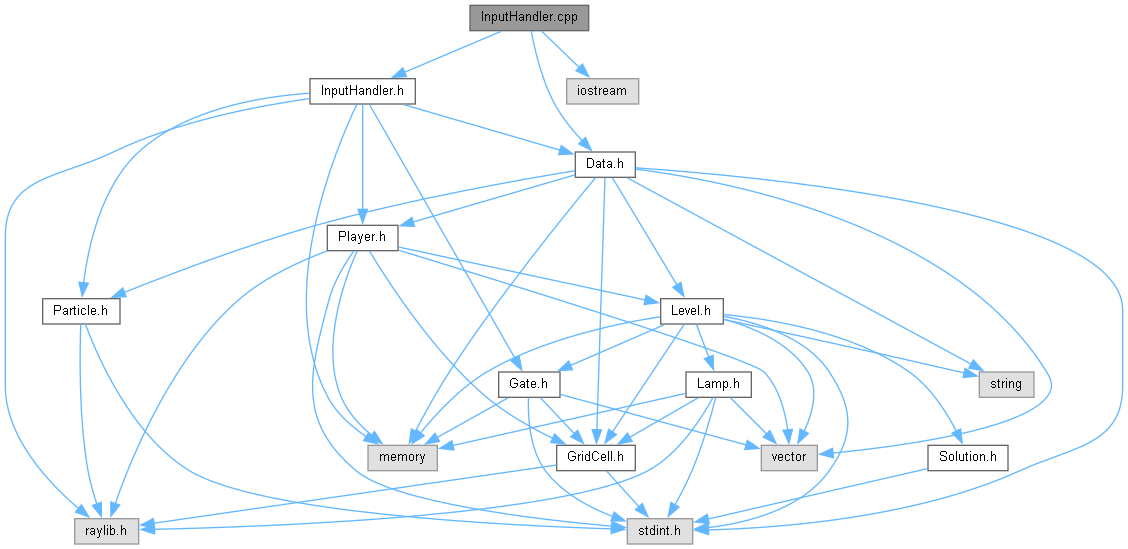 InputHandler.cpp
InputHandler.h
iostream
Data.h
Player.h
Particle.h
Level.h
Gate.h
Lamp.h
string
memory
GridCell.h
vector
Solution.h
raylib.h
stdint.h